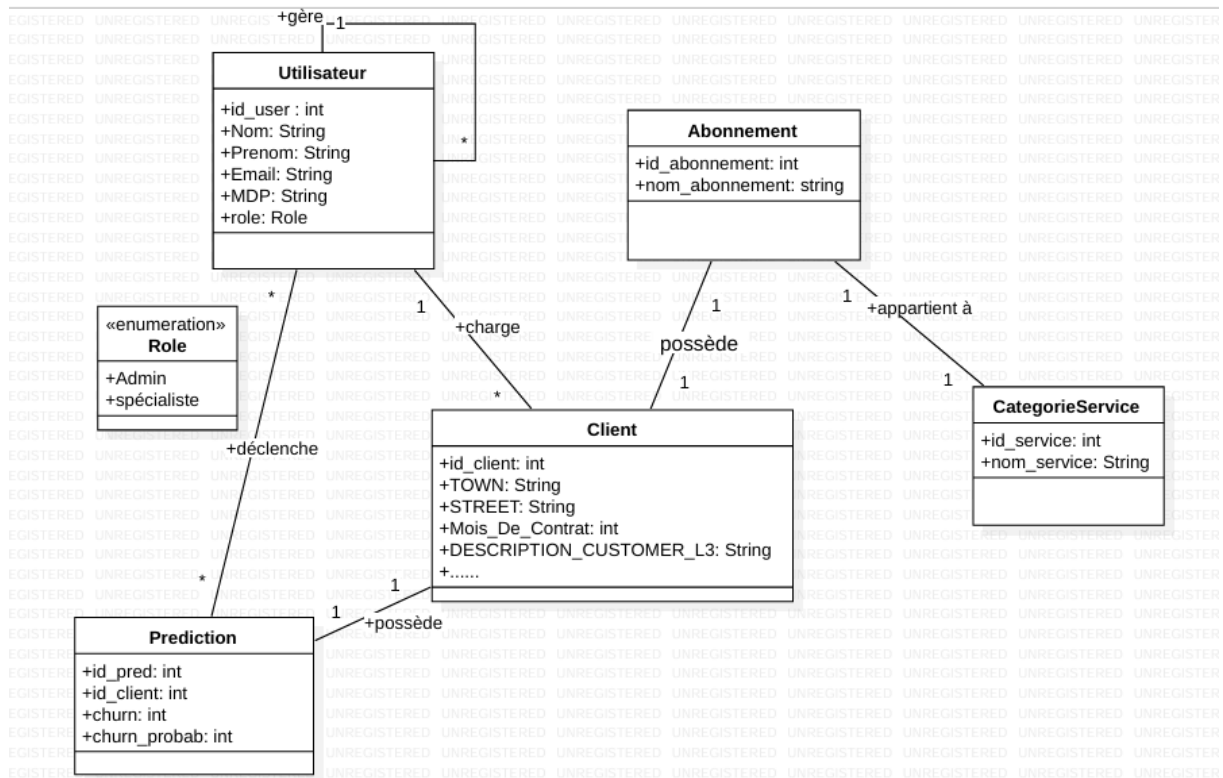 +gère
1
Utilisateur
+id_user : int
+Nom: String
+Prenom: String
+Email: String
+MDP: String
+role: Role
*
Abonnement
+id_abonnement: int
+nom_abonnement: string
*
1
+charge
*
1
possède
1
1
+appartient à
1
«enumeration»
Role
+Admin
+spécialiste
+déclenche
*
CategorieService
+id_service: int
+nom_service: String
Client
+id_client: int
+TOWN: String
+STREET: String
+Mois_De_Contrat: int
+DESCRIPTION_CUSTOMER_L3: String
+......
1
1
+possède
Prediction
+id_pred: int
+id_client: int
+churn: int
+churn_probab: int
UNREGISTERED